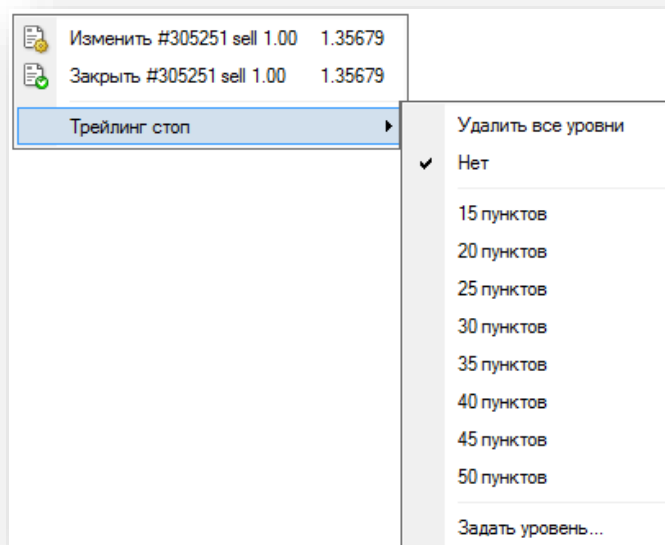 Изменить #305251 sell 1.00 1.35679
Закрыть #305251 sell 1.00 1.35679
Трейлинг стоп
Удалить все уровни
Нет
15 пунктов
20 пунктов
25 пунктов
30 пунктов
35 пунктов
40 пунктов
45 пунктов
50 пунктов
Задать уровень...